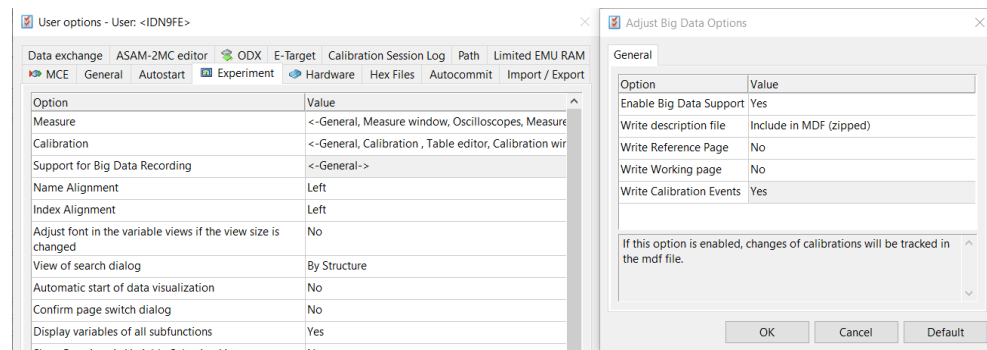 User options - User: <IDN9FE>
Data exchange ASAM-2MC editor ODX E-Target Calibration Session Log Path Limited EMU RAM
MCE General Autostart Experiment Hardware Hex Files Autocommit Import / Export
Option Value
Measure <-General, Measure window, Oscilloscopes, Measure
Calibration <-General, Calibration , Table editor, Calibration wir
Support for Big Data Recording <-General->
Name Alignment Left
Index Alignment Left
Adjust font in the variable views if the view size is No
changed
View of search dialog By Structure
Automatic start of data visualization No
Confirm page switch dialog No
Display variables of all subfunctions Yes
Adjust Big Data Options
General
Option Value
Enable Big Data Support Yes
Write description file Include in MDF (zipped)
Write Reference Page No
Write Working page No
Write Calibration Events Yes
If this option is enabled, changes of calibrations will be tracked in
the mdf file.
OK Cancel Default